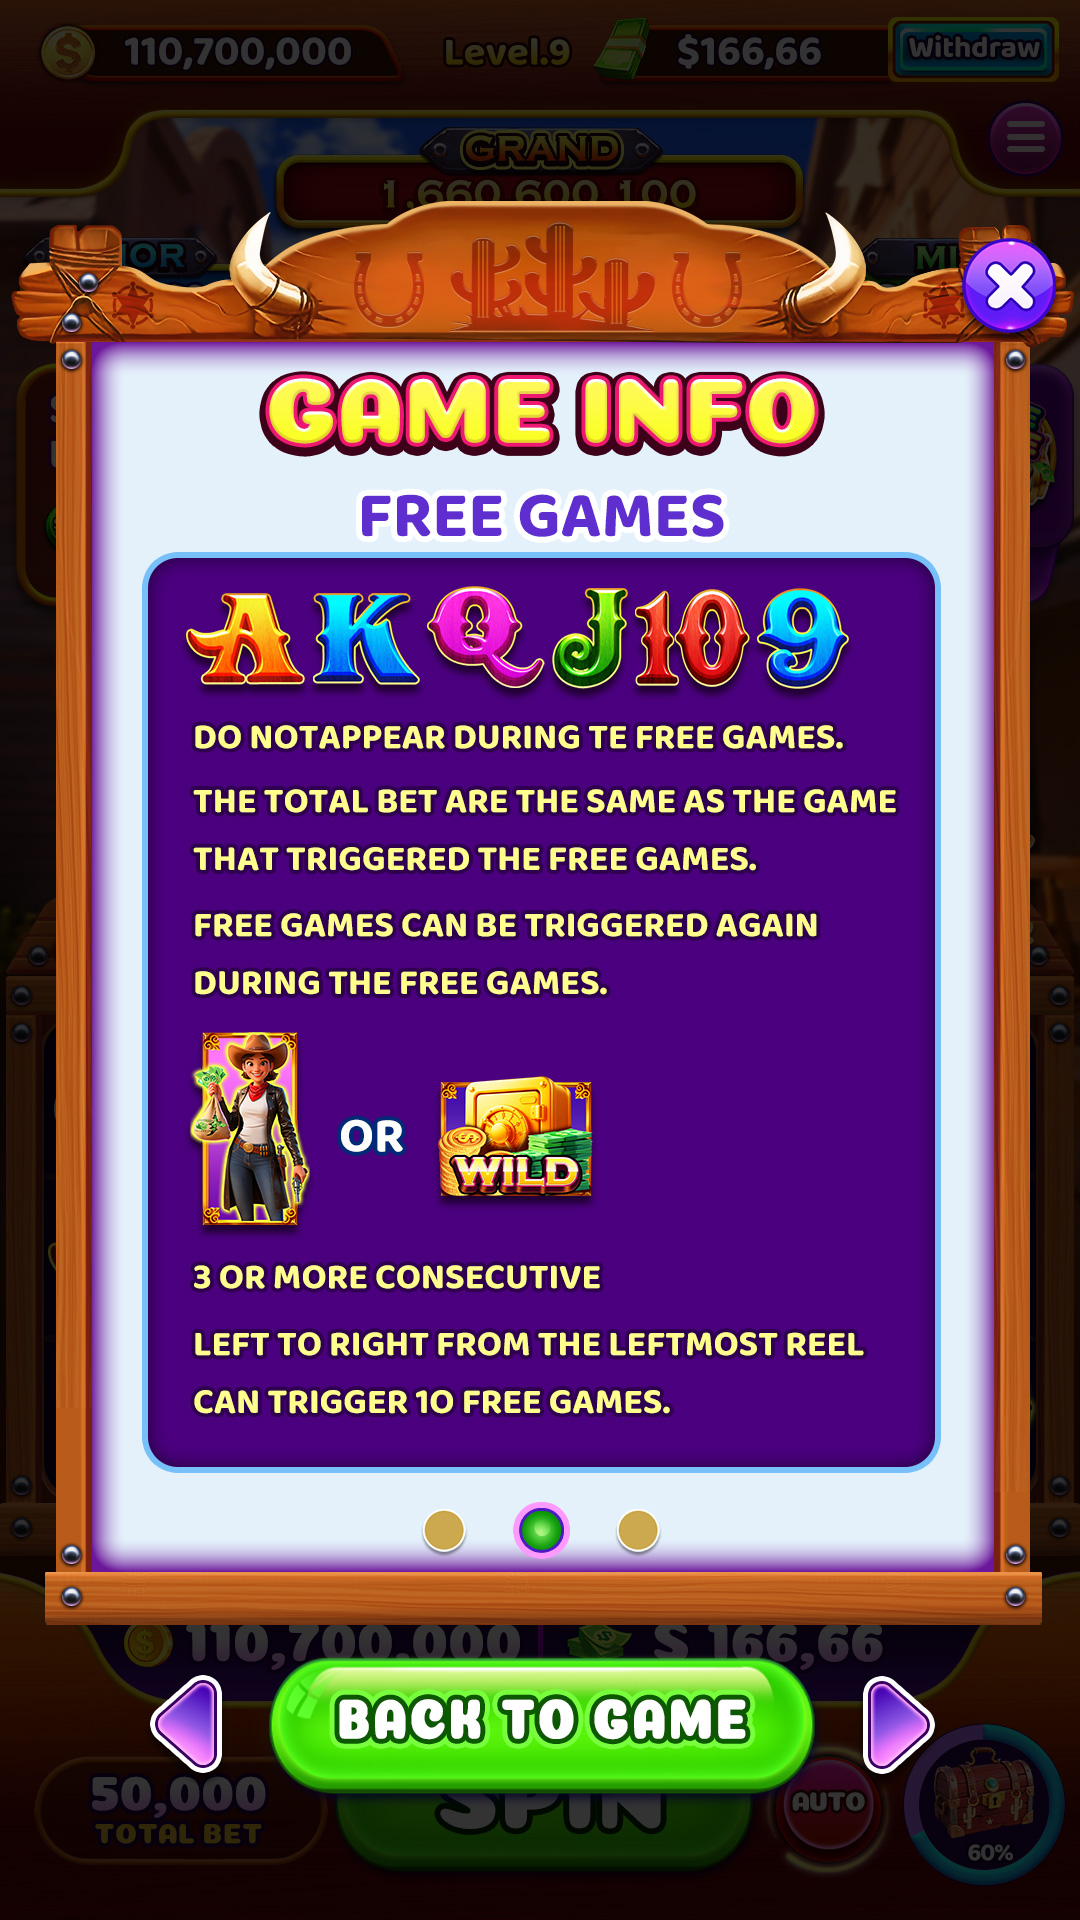 110,700,000 Level.9 $166,66 Withdraw
GRAND
1,660,600,100
GAME INFO
FREE GAMES
A K Q J 10 9
DO NOTAPPEAR DURING TE FREE GAMES.
THE TOTAL BET ARE THE SAME AS THE GAME
THAT TRIGGERED THE FREE GAMES.
FREE GAMES CAN BE TRIGGERED AGAIN
DURING THE FREE GAMES.
OR
WILD
3 OR MORE CONSECUTIVE
LEFT TO RIGHT FROM THE LEFTMOST REEL
CAN TRIGGER 10 FREE GAMES.
110,700,000 $ 166,66
BACK TO GAME
50,000
TOTAL BET
SPIN
AUTO
60%